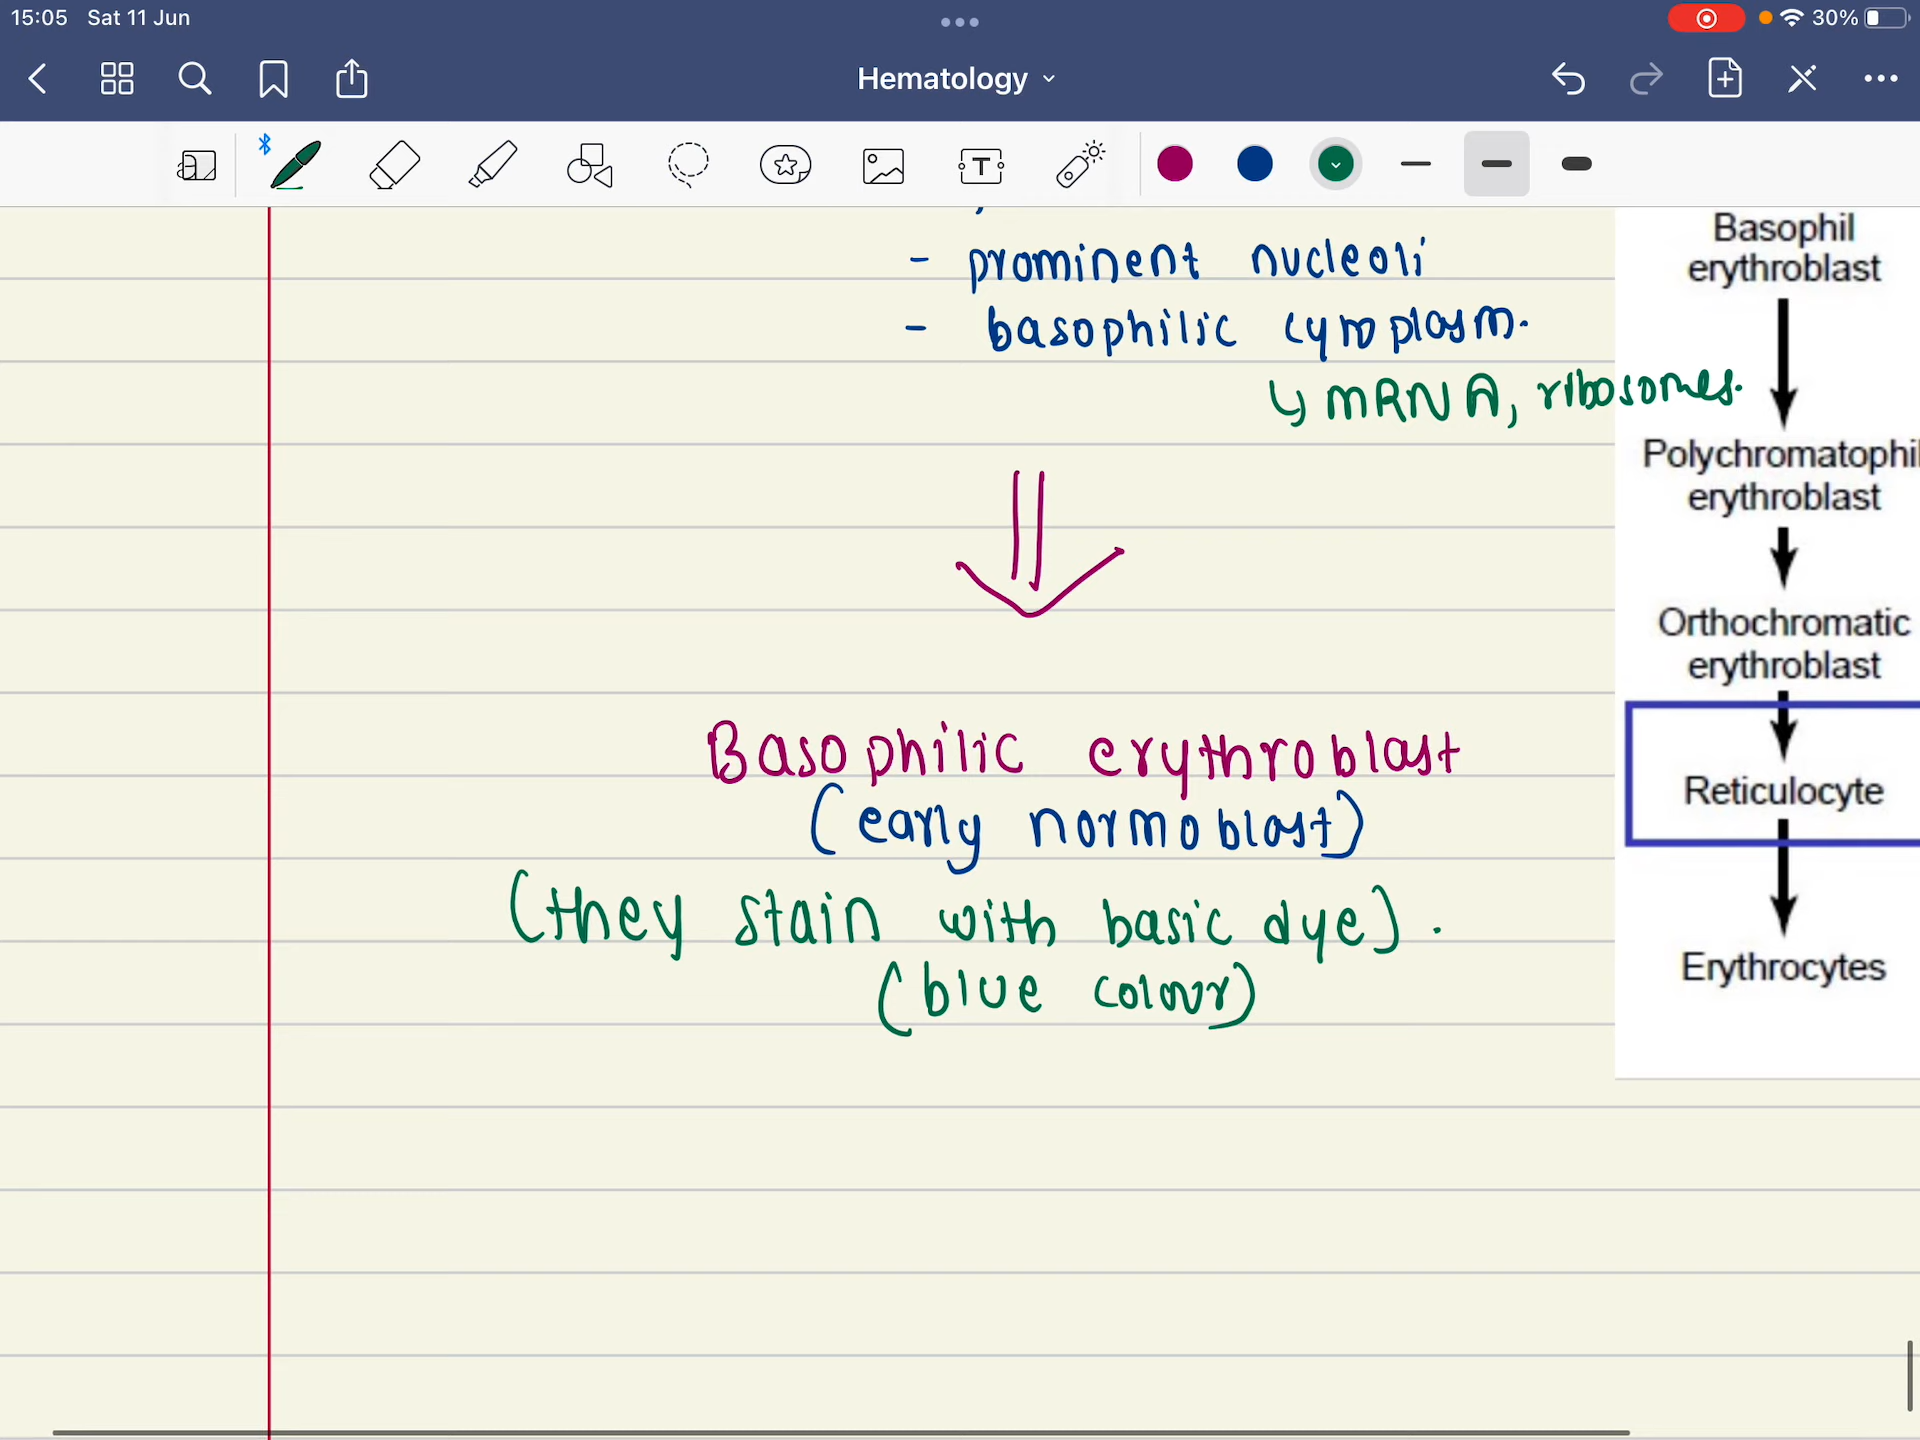 15:05 Sat 11 Jun
30%
Hematology
- prominent nucleoli
- basophilic cytoplasm.
↳ mRNA, ribosomes.
Basophilic erythroblast
(early normoblast)
(they stain with basic dye).
(blue colour)
Basophil
erythroblast
Polychromatophil
erythroblast
Orthochromatic
erythroblast
Reticulocyte
Erythrocytes